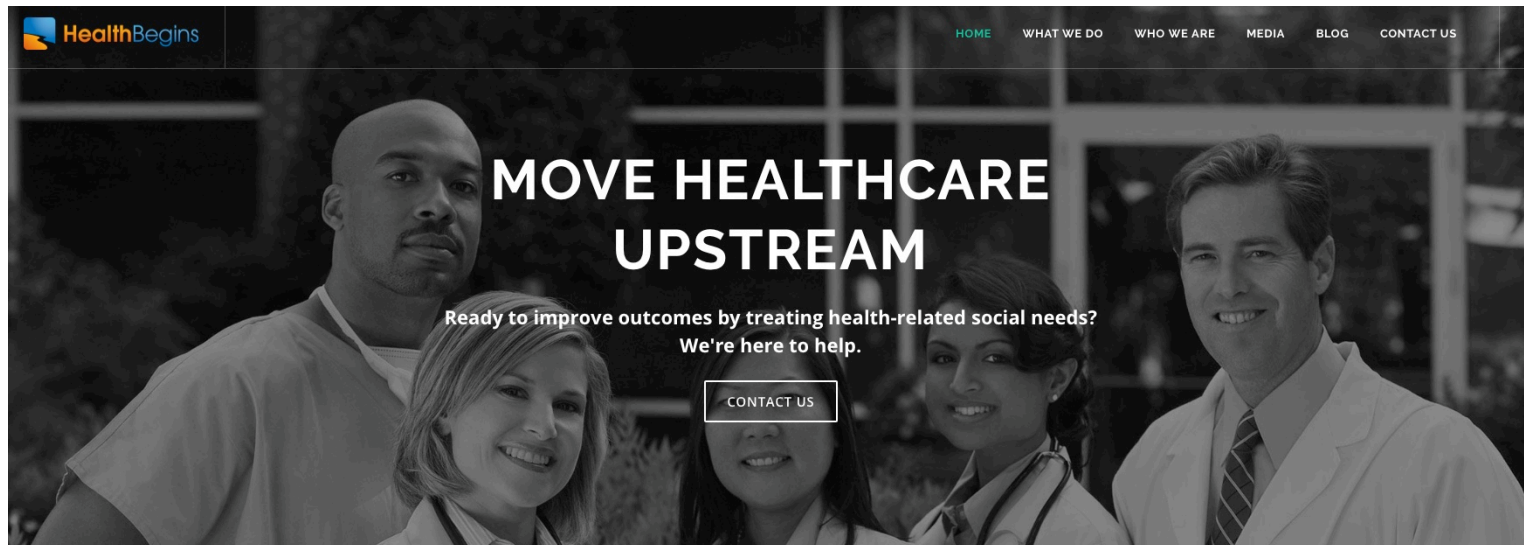 HealthBegins
HOME WHAT WE DO WHO WE ARE MEDIA BLOG CONTACT US
MOVE HEALTHCARE
UPSTREAM
Ready to improve outcomes by treating health-related social needs?
We're here to help.
CONTACT US